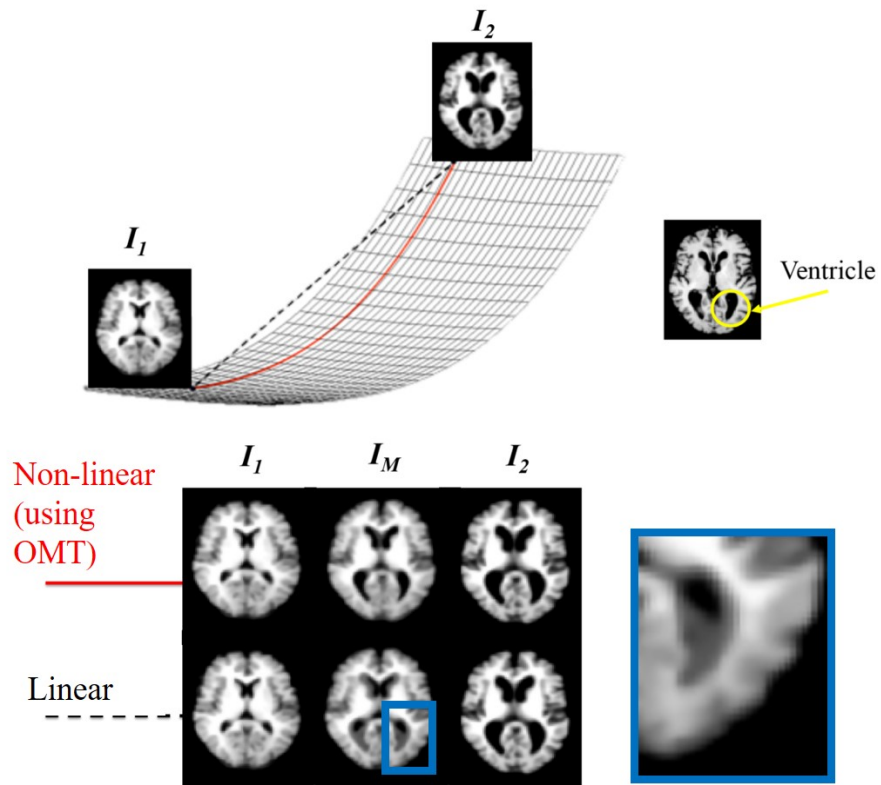 I2
I1
Ventricle
I1 IM I2
Non-linear
(using
OMT)
Linear